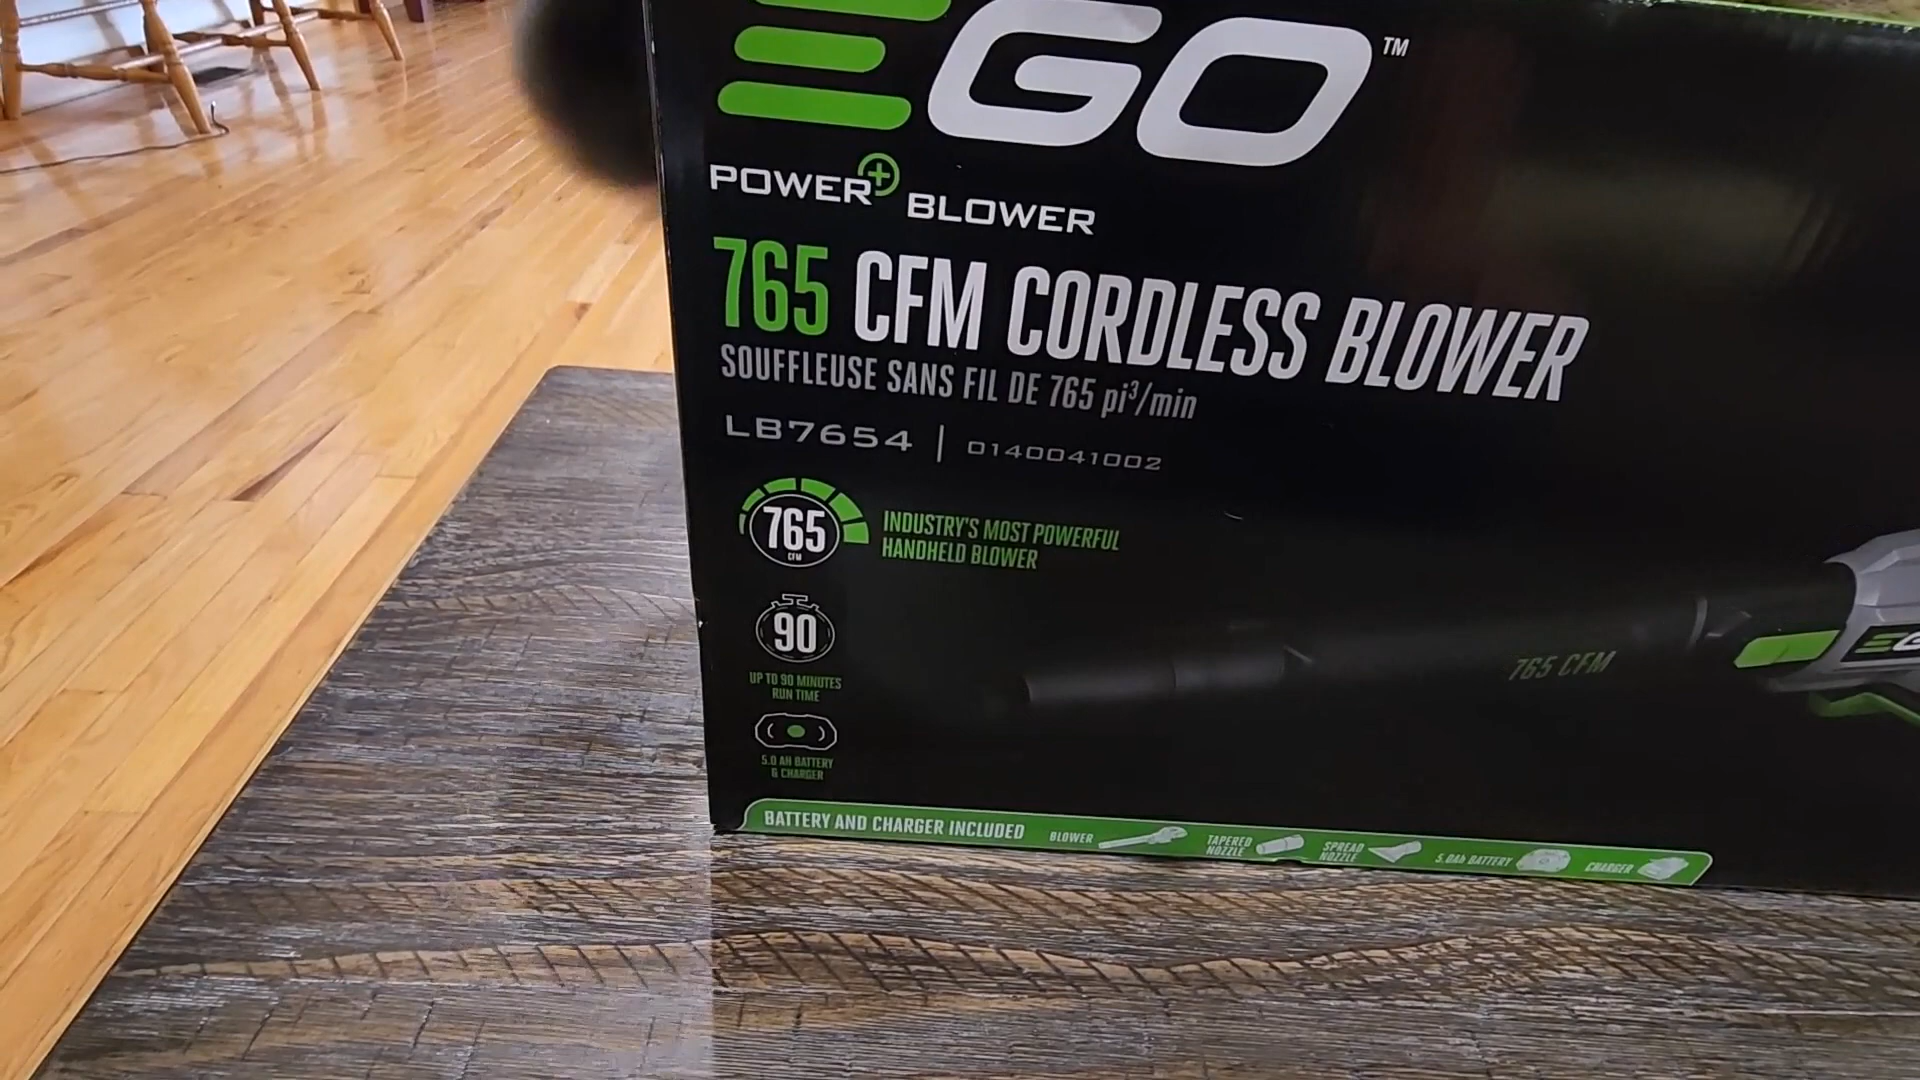 EGO™
POWER+ BLOWER
765 CFM CORDLESS BLOWER
SOUFFLEUSE SANS FIL DE 765 pi³/min
LB7654 | 0140041002
765
CFM
INDUSTRY'S MOST POWERFUL
HANDHELD BLOWER
90
UP TO 90 MINUTES
RUN TIME
5.0 AH BATTERY
& CHARGER
765 CFM
EG
BATTERY AND CHARGER INCLUDED
BLOWER
TAPERED
NOZZLE
SPREAD
NOZZLE
5.0Ah BATTERY
CHARGER